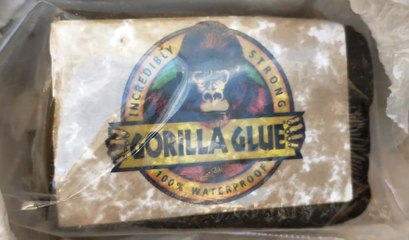 INCREDIBLY STRONG
GORILLA GLUE
100% WATERPROOF